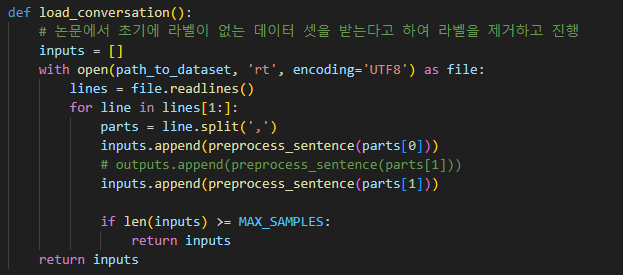 def load_conversation():
    # 논문에서 초기에 라벨이 없는 데이터 셋을 받는다고 하여 라벨을 제거하고 진행
    inputs = []
    with open(path_to_dataset, 'rt', encoding='UTF8') as file:
        lines = file.readlines()
        for line in lines[1:]:
            parts = line.split(',')
            inputs.append(preprocess_sentence(parts[0]))
            # outputs.append(preprocess_sentence(parts[1]))
            inputs.append(preprocess_sentence(parts[1]))

            if len(inputs) >= MAX_SAMPLES:
                return inputs
    return inputs